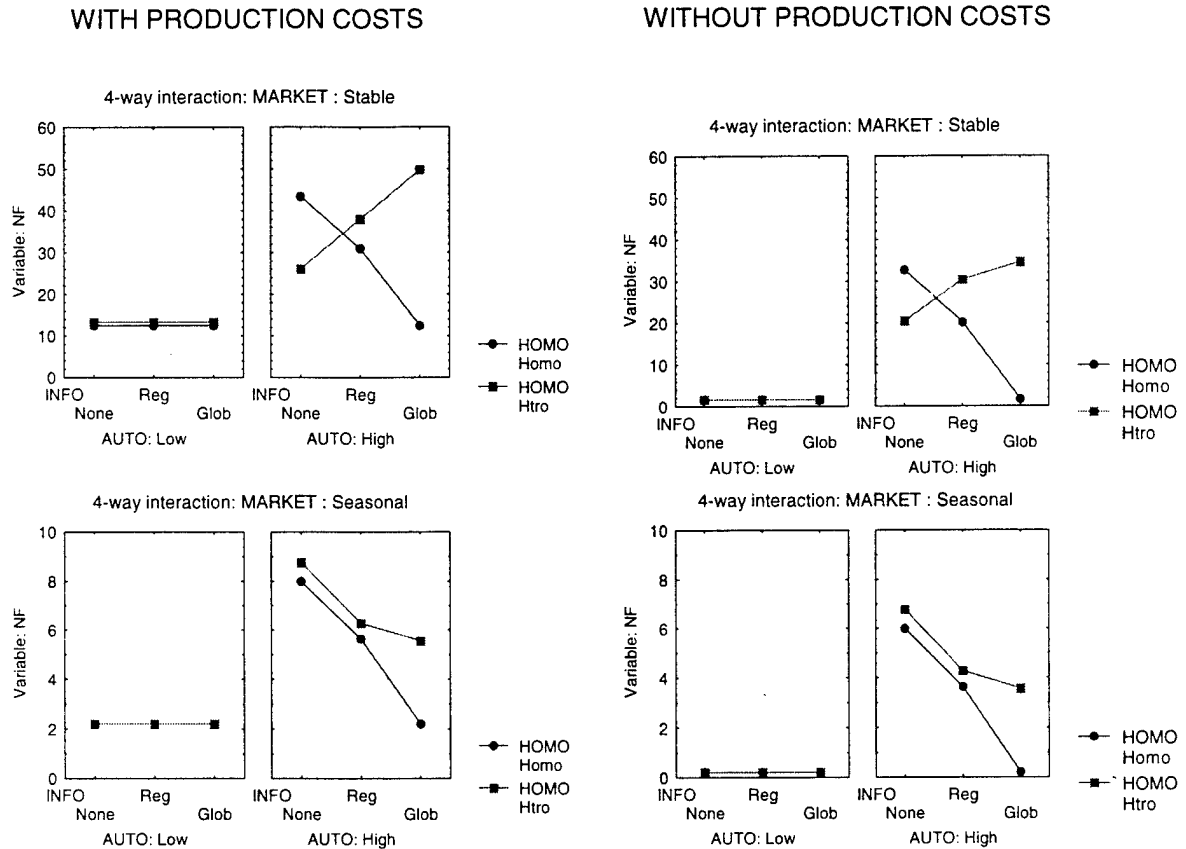 WITH PRODUCTION COSTS
4-way interaction: MARKET : Stable
Variable: NF
60
50
40
30
20
10
0
INFO
None
Reg
Glob
AUTO: Low
INFO
None
Reg
Glob
AUTO: High
HOMO
Homo
HOMO
Htro
4-way interaction: MARKET : Seasonal
Variable: NF
10
8
6
4
2
0
INFO
None
Reg
Glob
AUTO: Low
INFO
None
Reg
Glob
AUTO: High
HOMO
Homo
HOMO
Htro
WITHOUT PRODUCTION COSTS
4-way interaction: MARKET : Stable
Variable: NF
60
50
40
30
20
10
0
INFO
None
Reg
Glob
AUTO: Low
INFO
None
Reg
Glob
AUTO: High
HOMO
Homo
HOMO
Htro
4-way interaction: MARKET : Seasonal
Variable: NF
10
8
6
4
2
0
INFO
None
Reg
Glob
AUTO: Low
INFO
None
Reg
Glob
AUTO: High
HOMO
Homo
HOMO
Htro